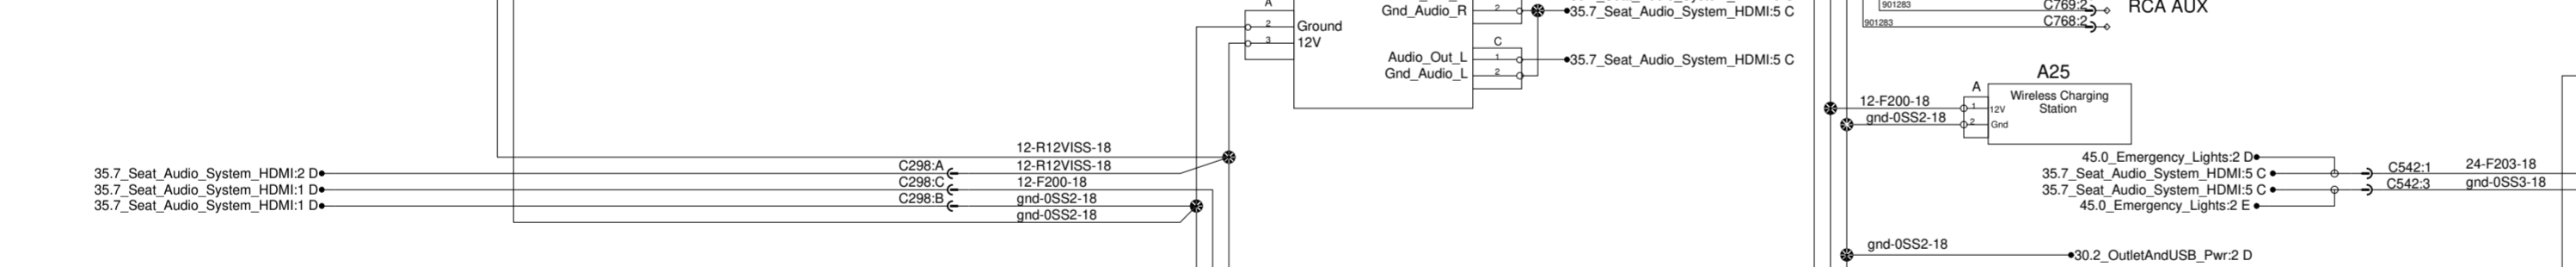 A
2 Ground
3 12V
Gnd_Audio_R 2
35.7_Seat_Audio_System_HDMI:5 C
C
Audio_Out_L 1
35.7_Seat_Audio_System_HDMI:5 C
Gnd_Audio_L 2
901283 C769:2
RCA AUX
901283 C768:2
A25
A
Wireless Charging
Station
12-F200-18 1 12V
gnd-0SS2-18 2 Gnd
12-R12VISS-18
35.7_Seat_Audio_System_HDMI:2 D C298:A 12-R12VISS-18
35.7_Seat_Audio_System_HDMI:1 D C298:C 12-F200-18
35.7_Seat_Audio_System_HDMI:1 D C298:B gnd-0SS2-18
gnd-0SS2-18
45.0_Emergency_Lights:2 D
35.7_Seat_Audio_System_HDMI:5 C C542:1 24-F203-18
35.7_Seat_Audio_System_HDMI:5 C C542:3 gnd-0SS3-18
45.0_Emergency_Lights:2 E
gnd-0SS2-18
30.2_OutletAndUSB_Pwr:2 D